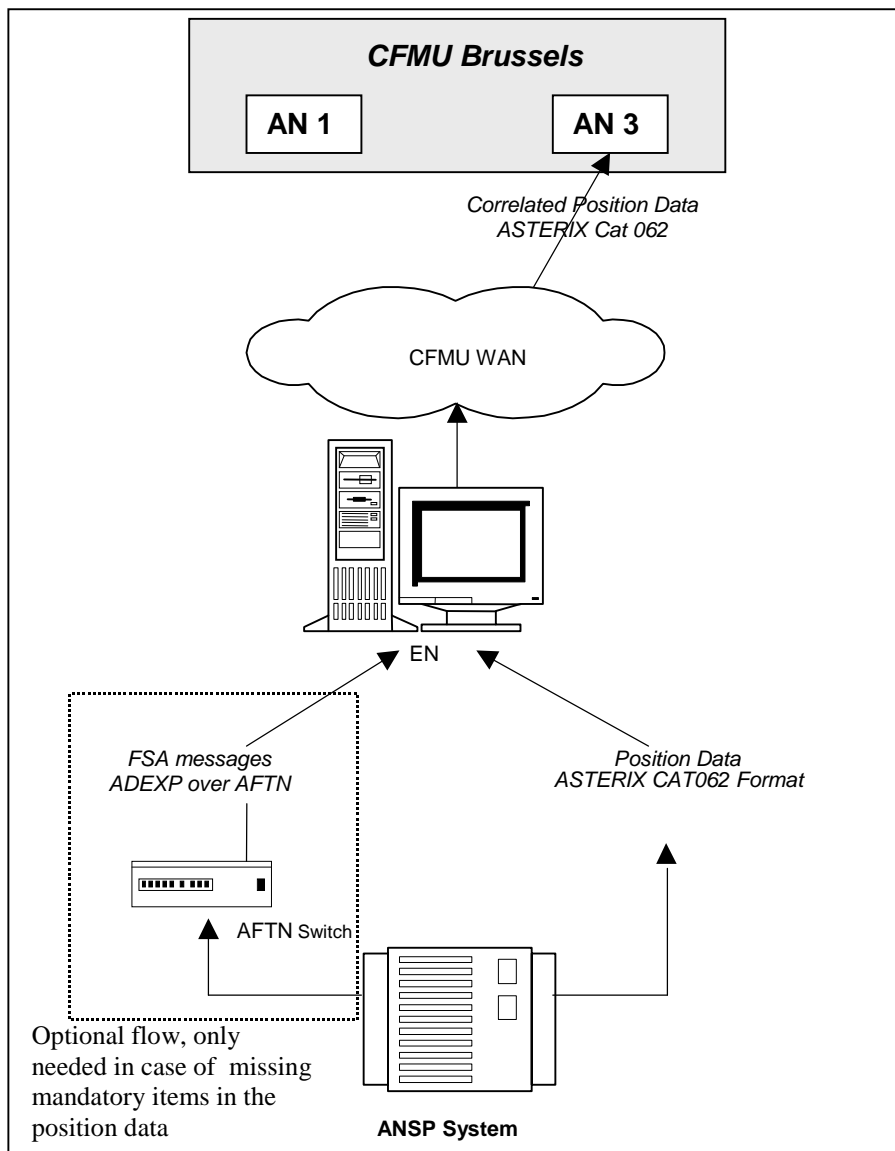 CFMU Brussels
AN 1
AN 3
Correlated Position Data
ASTERIX Cat 062
CFMU WAN
EN
FSA messages
ADEXP over AFTN
Position Data
ASTERIX CAT062 Format
AFTN Switch
Optional flow, only
needed in case of missing
mandatory items in the
position data
ANSP System